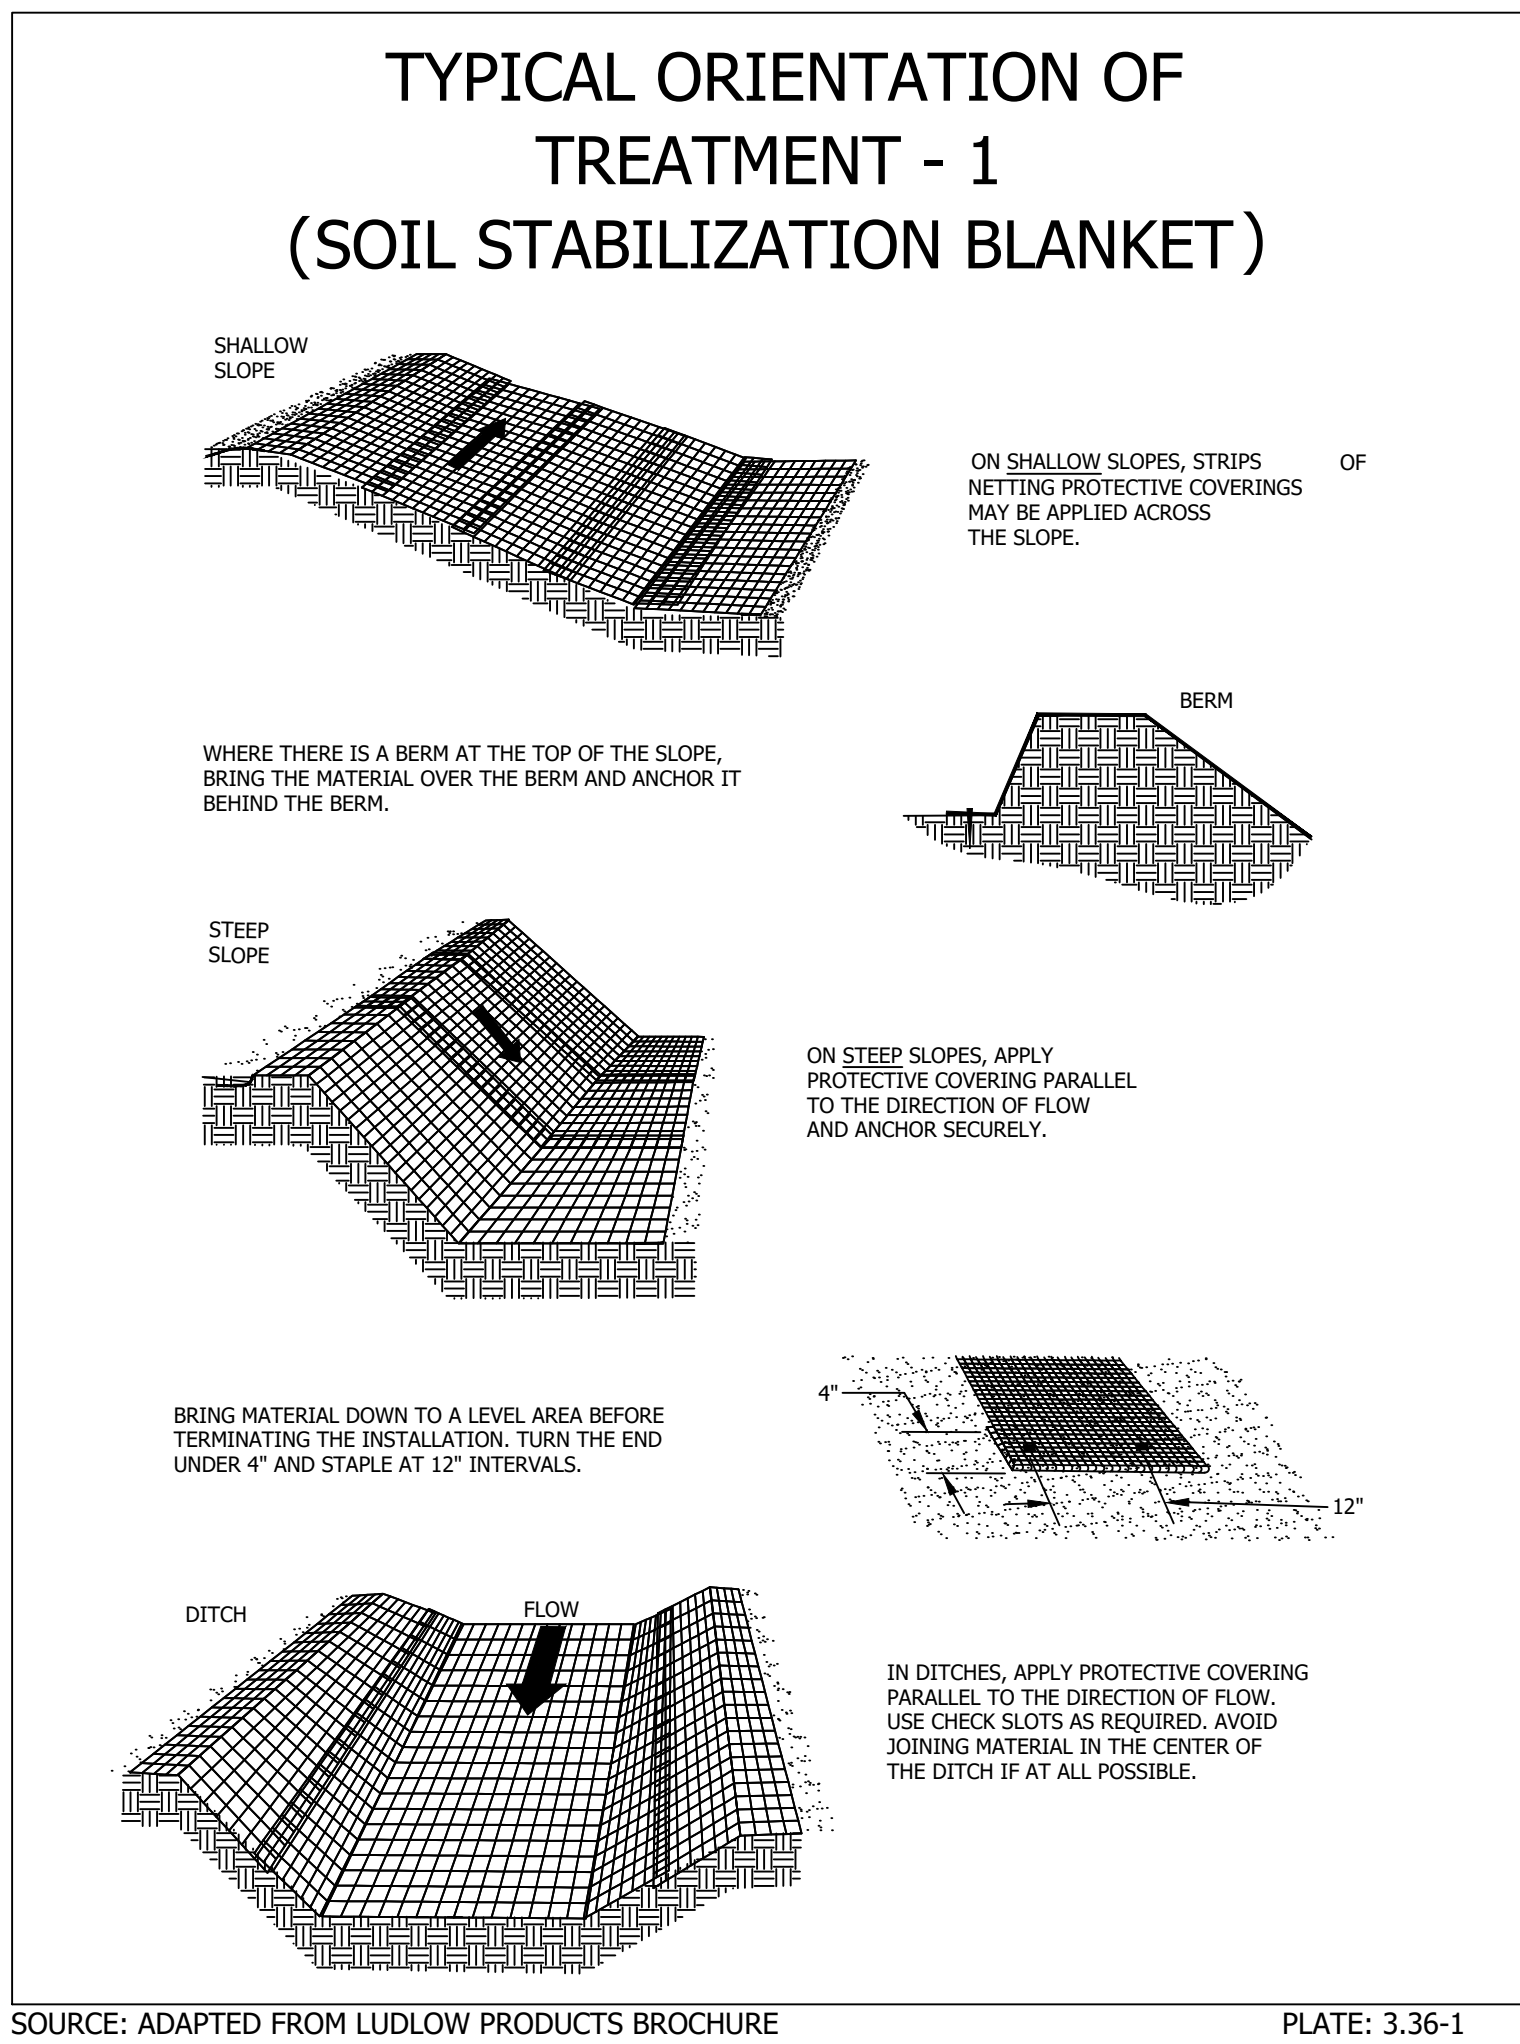 TYPICAL ORIENTATION OF
TREATMENT - 1
(SOIL STABILIZATION BLANKET)
SHALLOW
SLOPE
ON SHALLOW SLOPES, STRIPS OF
NETTING PROTECTIVE COVERINGS
MAY BE APPLIED ACROSS
THE SLOPE.
BERM
WHERE THERE IS A BERM AT THE TOP OF THE SLOPE,
BRING THE MATERIAL OVER THE BERM AND ANCHOR IT
BEHIND THE BERM.
STEEP
SLOPE
ON STEEP SLOPES, APPLY
PROTECTIVE COVERING PARALLEL
TO THE DIRECTION OF FLOW
AND ANCHOR SECURELY.
4"
BRING MATERIAL DOWN TO A LEVEL AREA BEFORE
TERMINATING THE INSTALLATION. TURN THE END
UNDER 4" AND STAPLE AT 12" INTERVALS.
12"
DITCH
FLOW
IN DITCHES, APPLY PROTECTIVE COVERING
PARALLEL TO THE DIRECTION OF FLOW.
USE CHECK SLOTS AS REQUIRED. AVOID
JOINING MATERIAL IN THE CENTER OF
THE DITCH IF AT ALL POSSIBLE.
SOURCE: ADAPTED FROM LUDLOW PRODUCTS BROCHURE
PLATE: 3.36-1